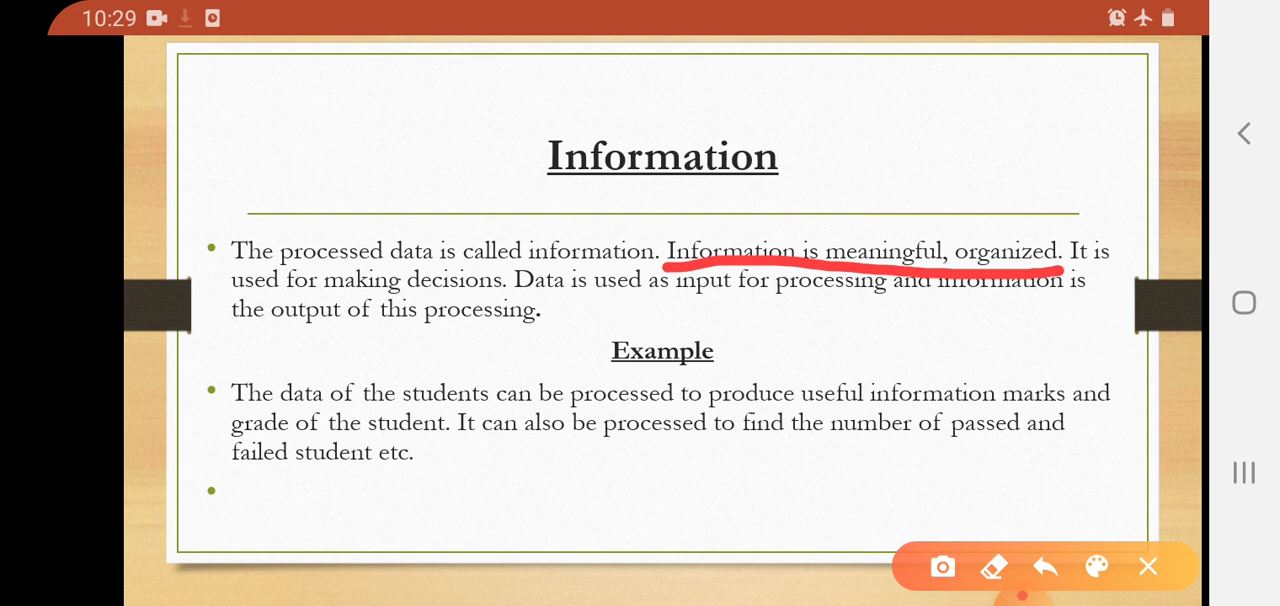 10:29
Information
The processed data is called information. Information is meaningful, organized. It is
used for making decisions. Data is used as input for processing and information is
the output of this processing.
Example
The data of the students can be processed to produce useful information marks and
grade of the student. It can also be processed to find the number of passed and
failed student etc.